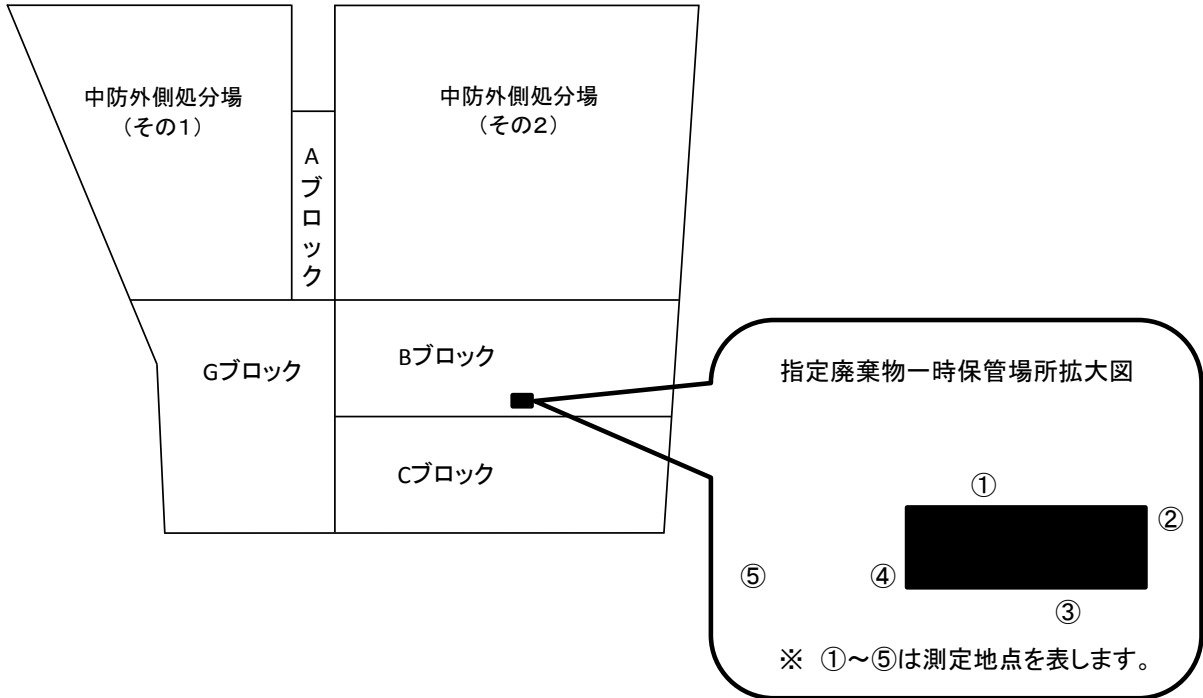 中防外側処分場
（その１）
中防外側処分場
（その２）
Aブロック
Gブロック
Bブロック
Cブロック
指定廃棄物一時保管場所拡大図
①
②
③
④
⑤
※ ①～⑤は測定地点を表します。